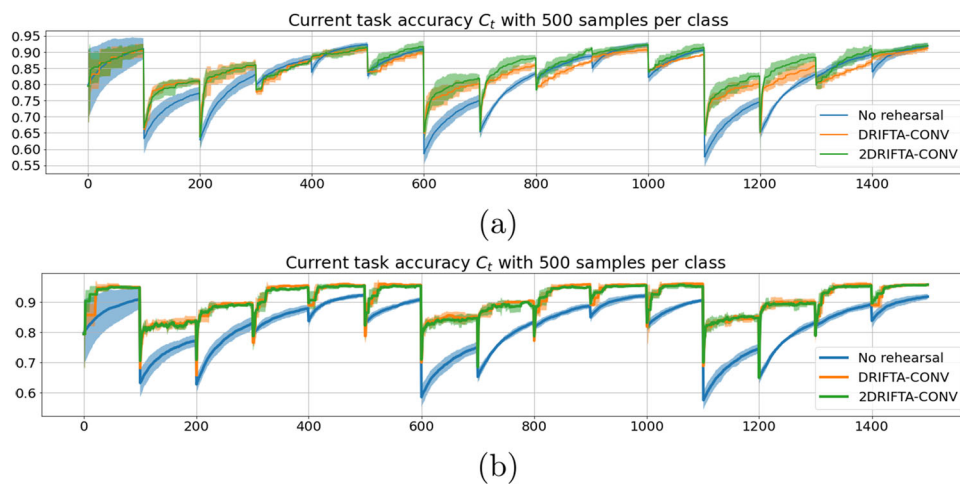 Current task accuracy C_t with 500 samples per class
0.95
0.90
0.85
0.80
0.75
0.70
0.65
0.60
0.55
No rehearsal
DRIFTA-CONV
2DRIFTA-CONV
0 200 400 600 800 1000 1200 1400
(a)
Current task accuracy C_t with 500 samples per class
0.9
0.8
0.7
0.6
No rehearsal
DRIFTA-CONV
2DRIFTA-CONV
0 200 400 600 800 1000 1200 1400
(b)